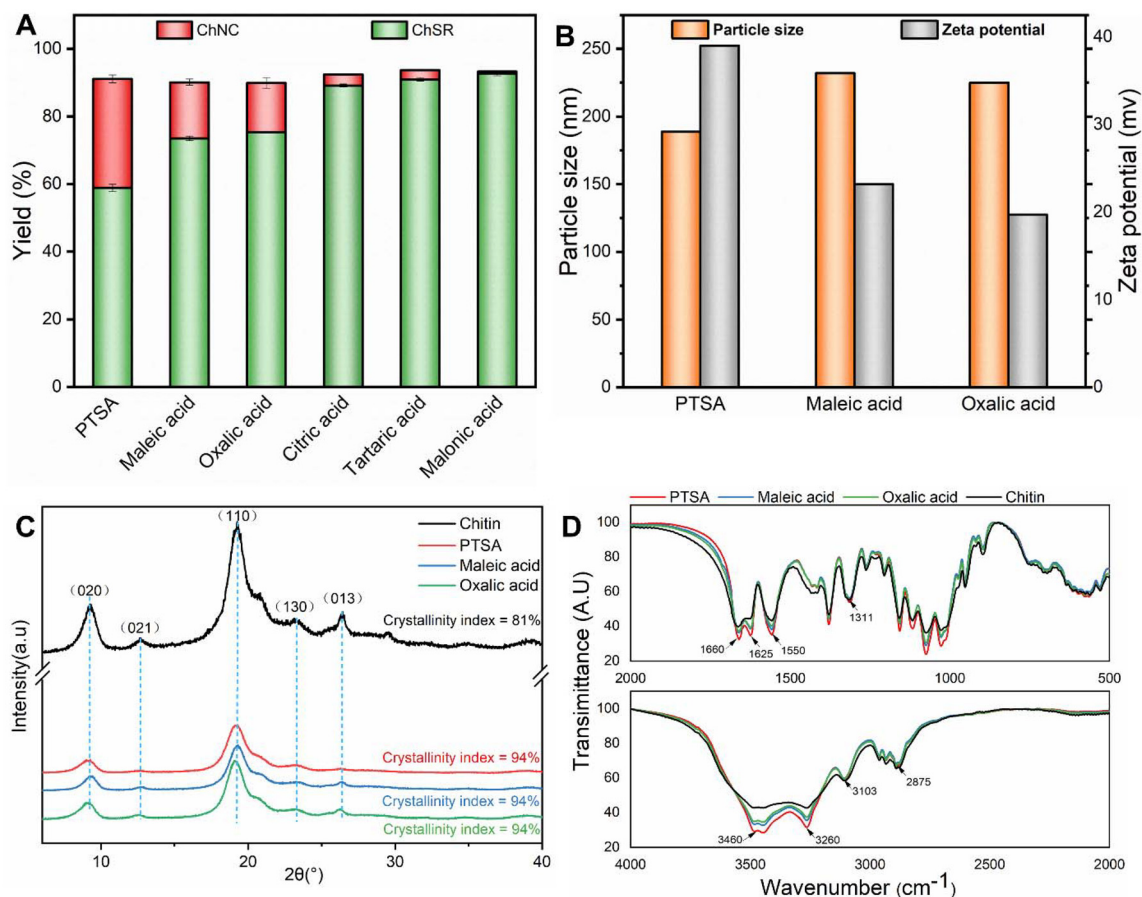 A
ChNC
ChSR
Yield (%)
100
80
60
40
20
0
PTSA
Maleic acid
Oxalic acid
Citric acid
Tartaric acid
Malonic acid
B
Particle size
Zeta potential
Particle size (nm)
250
200
150
100
50
0
PTSA
Maleic acid
Oxalic acid
40
30
20
10
0
Zeta potential (mv)
C
Intensity(a.u)
(020)
(021)
(110)
(130)
(013)
Chitin
PTSA
Maleic acid
Oxalic acid
Crystallinity index = 81%
Crystallinity index = 94%
Crystallinity index = 94%
Crystallinity index = 94%
10
20
30
40
2θ(°)
D
PTSA
Maleic acid
Oxalic acid
Chitin
Transimittance (A.U)
100
80
60
40
20
1660
1625
1550
1311
2000
1500
1000
500
100
80
60
40
20
3460
3260
3103
2875
4000
3500
3000
2500
2000
Wavenumber (cm-1)